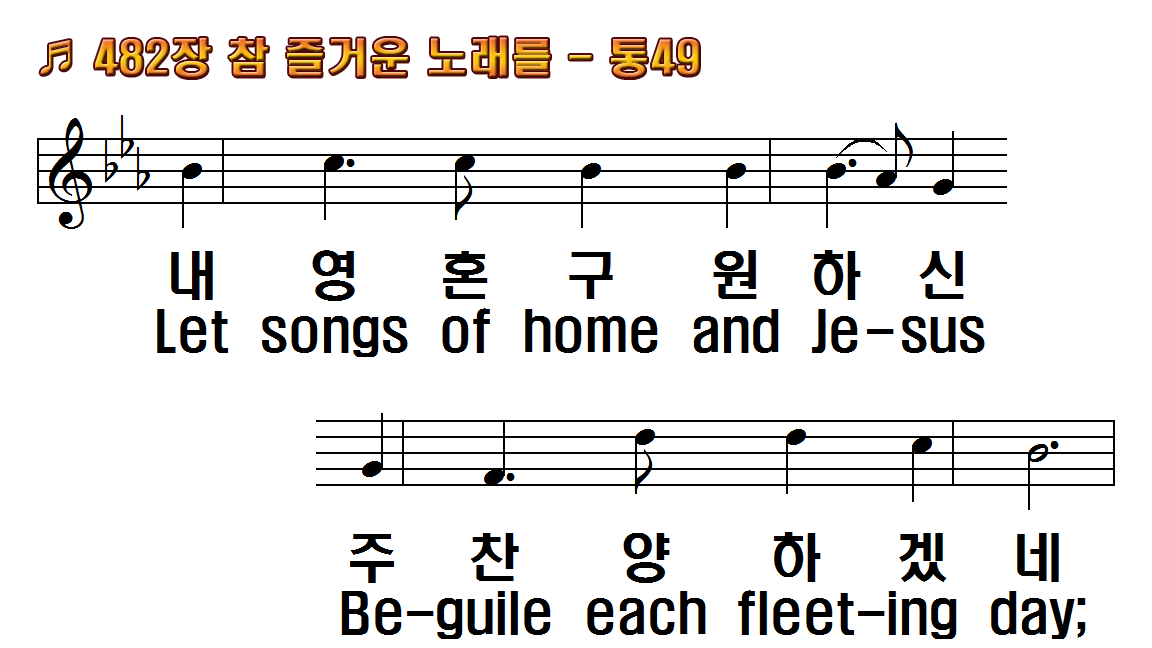 ♬ 482장 참 즐거운 노래를 - 통49
내 영 혼 구 원 하 신
Let songs of home and Je-sus
주 찬 양 하 겠 네
Be-guile each fleet-ing day;